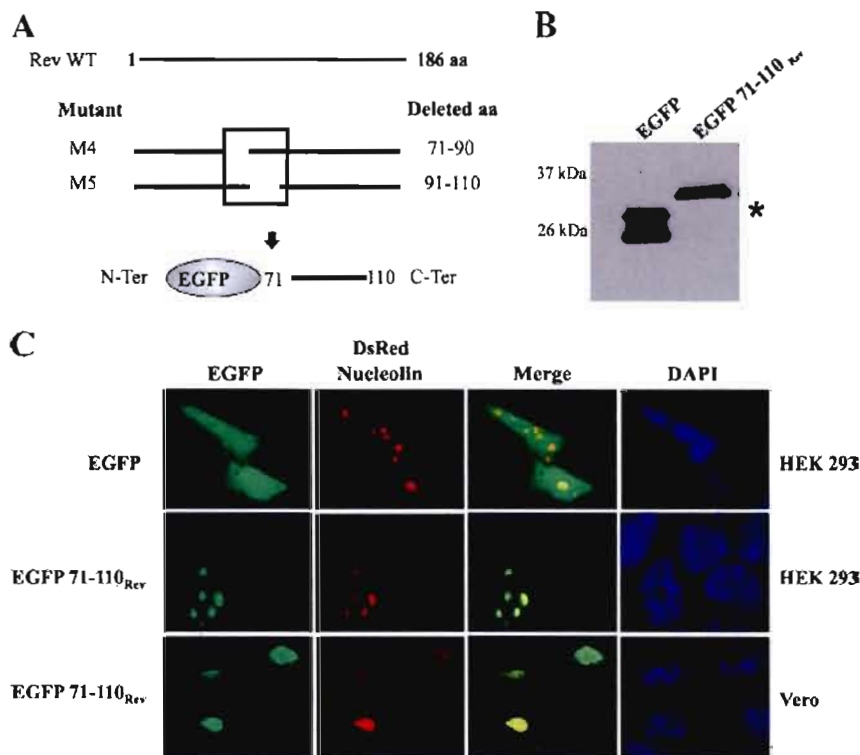 A
Rev WT 1 186 aa
Mutant Deleted aa
M4 71-90
M5 91-110
N-Ter EGFP 71 110 C-Ter
B
EGFP
EGFP 71-110 Rev
37 kDa
*
26 kDa
C
EGFP DsRed Nucleolin Merge DAPI
EGFP HEK 293
EGFP 71-110Rev HEK 293
EGFP 71-110Rev Vero